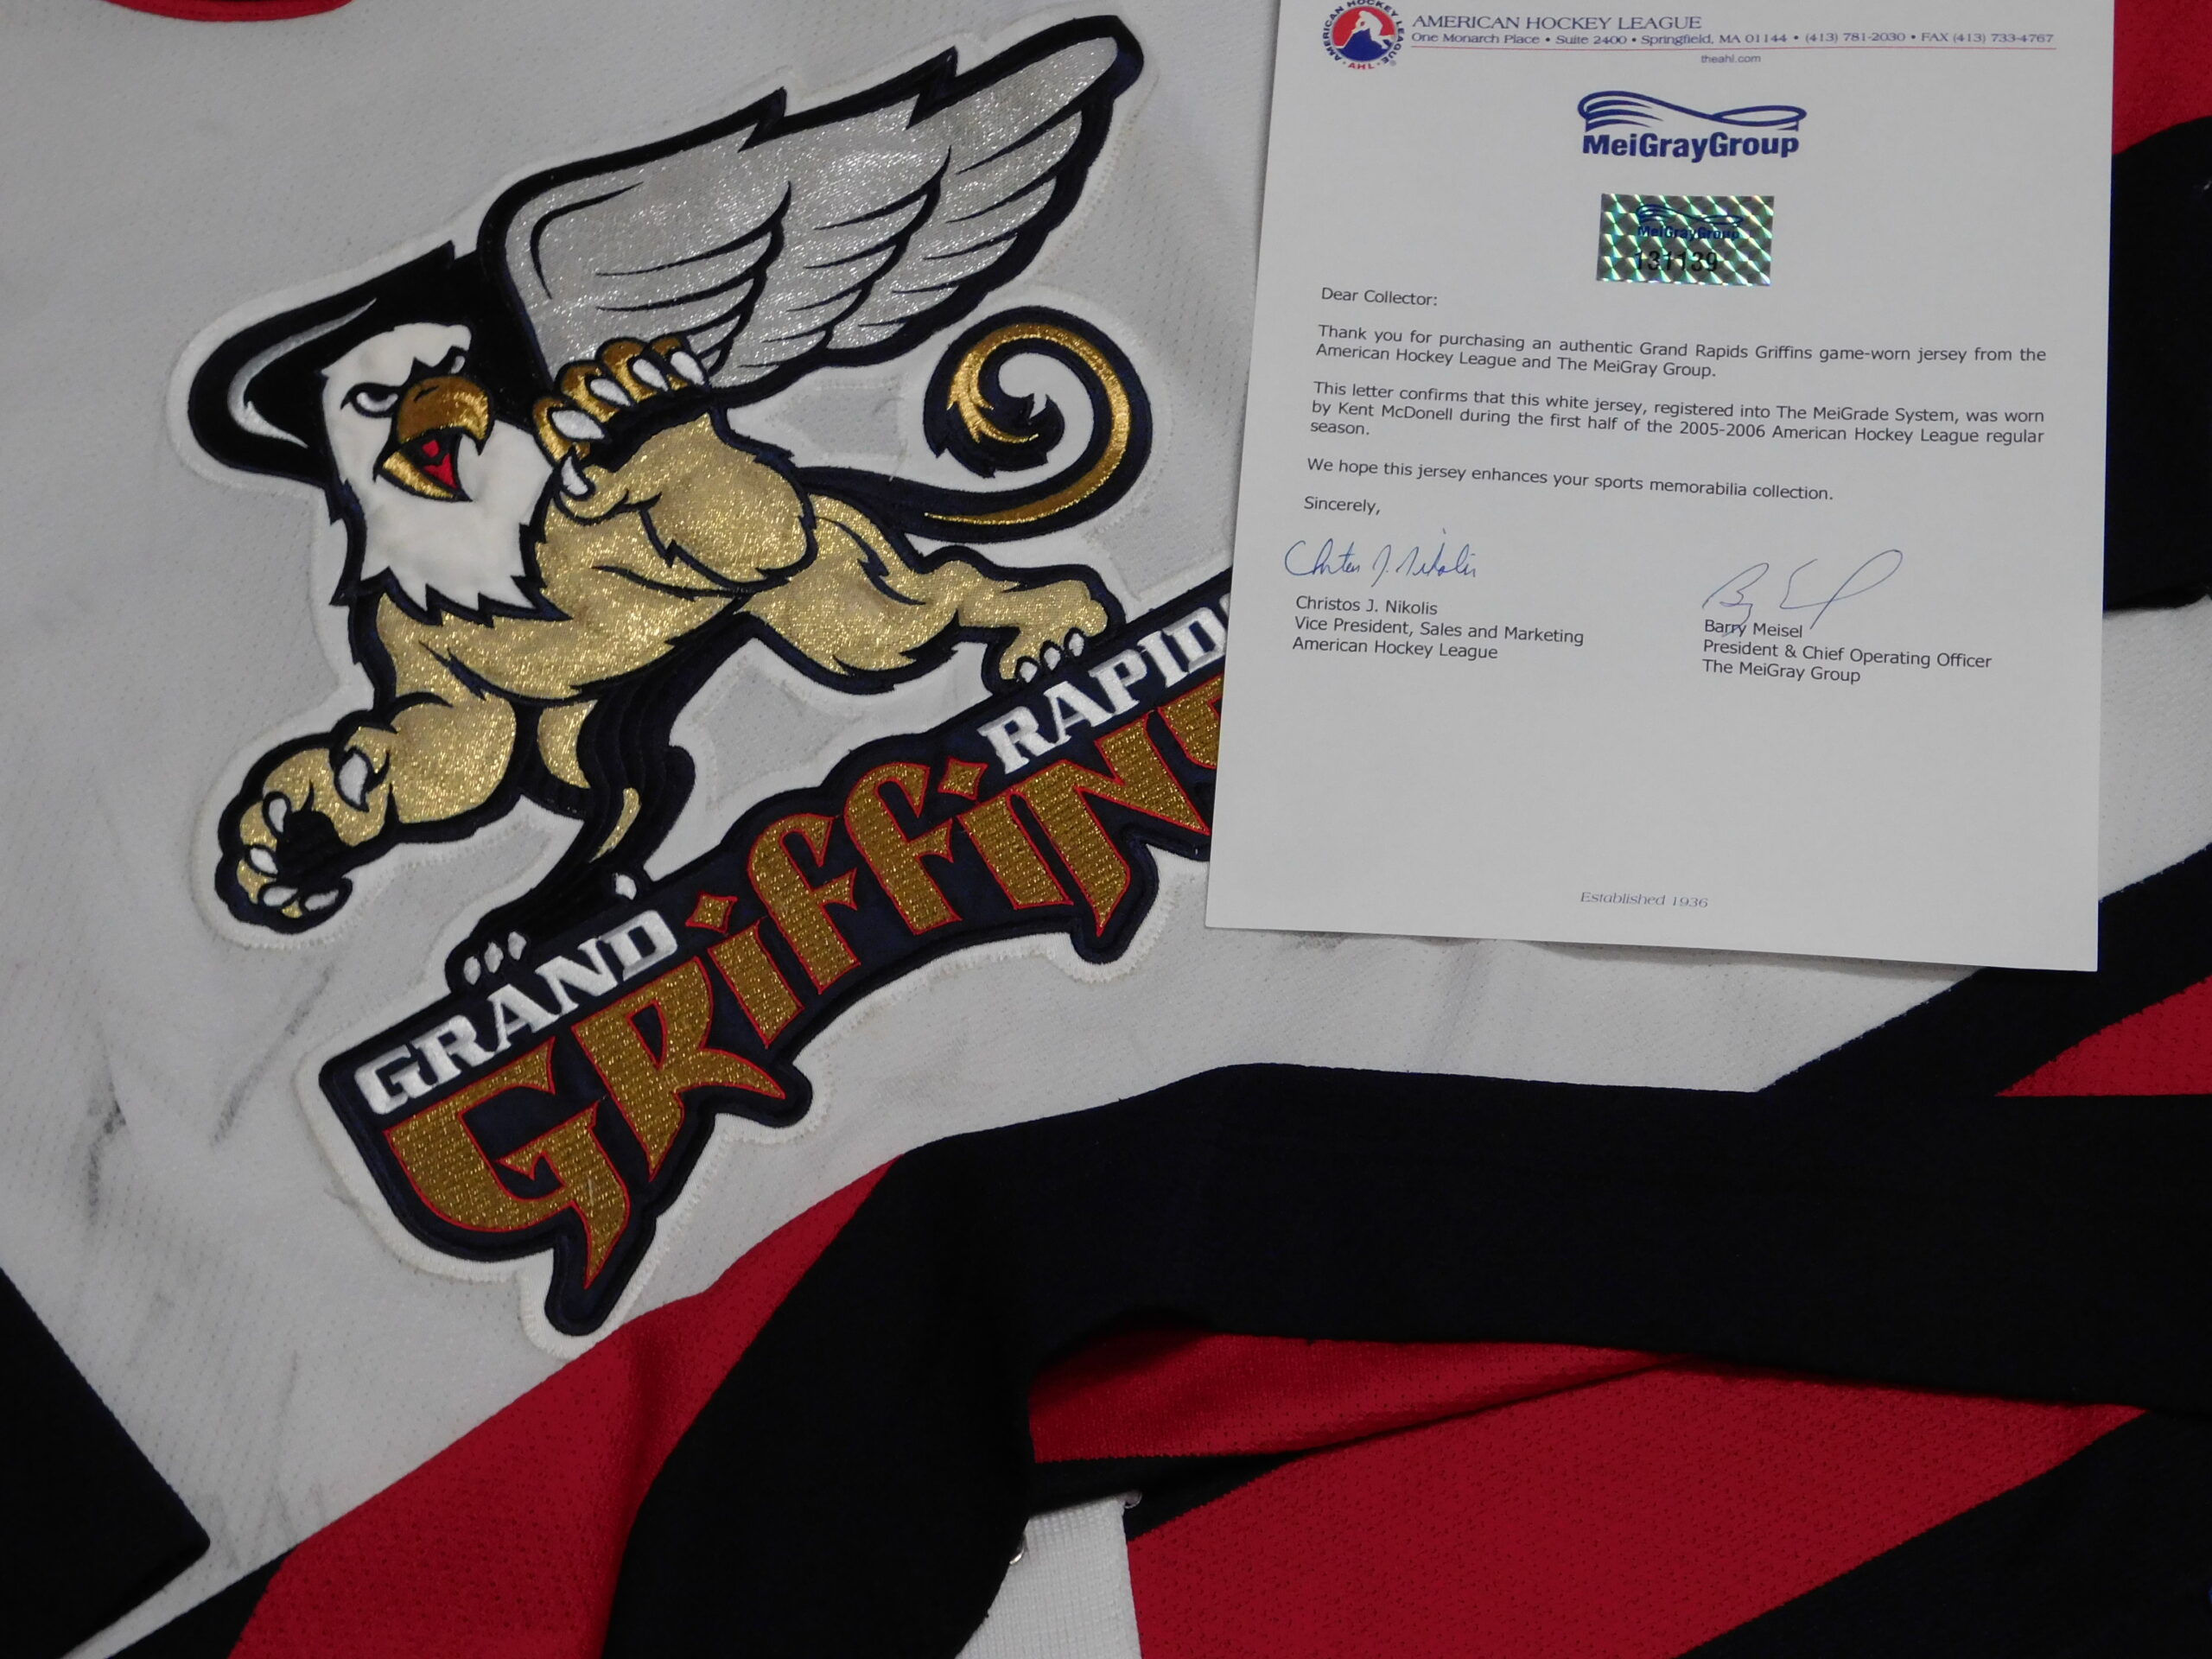 GRAND RAPIDS
GRIFFINS
AMERICAN HOCKEY LEAGUE
AHL
AMERICAN HOCKEY LEAGUE
One Monarch Place • Suite 2400 • Springfield, MA 01144 • (413) 781-2030 • FAX (413) 733-4767
theahl.com
MeiGrayGroup
MeiGrayGroup
131139
Dear Collector:
Thank you for purchasing an authentic Grand Rapids Griffins game-worn jersey from the
American Hockey League and The MeiGray Group.
This letter confirms that this white jersey, registered into The MeiGrade System, was worn
by Kent McDonell during the first half of the 2005-2006 American Hockey League regular
season.
We hope this jersey enhances your sports memorabilia collection.
Sincerely,
Christos J. Nikolis
Vice President, Sales and Marketing
American Hockey League
Barry Meisel
President & Chief Operating Officer
The MeiGray Group
Established 1936